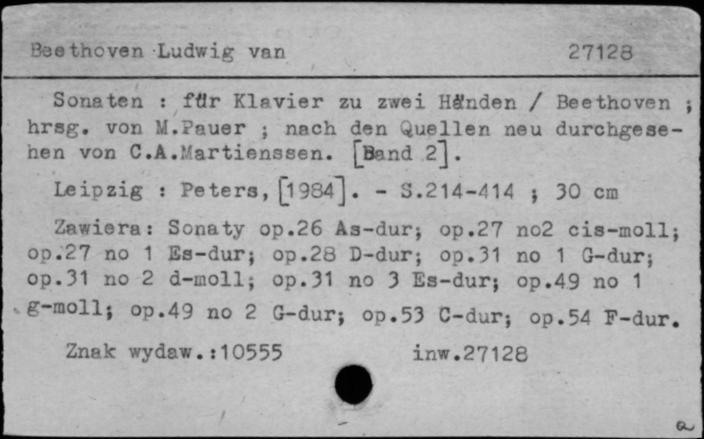 Beethoven Ludwig van 27128
Sonaten : für Klavier zu zwei Händen / Beethoven ;
hrsg. von M.Pauer ; nach den Quellen neu durchgese-
hen von C.A.Martienssen. [Band 2].
Leipzig : Peters, [1984]. - S.214-414 ; 30 cm
Zawiera: Sonaty op.26 As-dur; op.27 no2 cis-moll;
op.27 no 1 Es-dur; op.28 D-dur; op.31 no 1 G-dur;
op.31 no 2 d-moll; op.31 no 3 Es-dur; op.49 no 1
g-moll; op.49 no 2 G-dur; op.53 C-dur; op.54 F-dur.
Znak wydaw.:10555 inw.27128
a